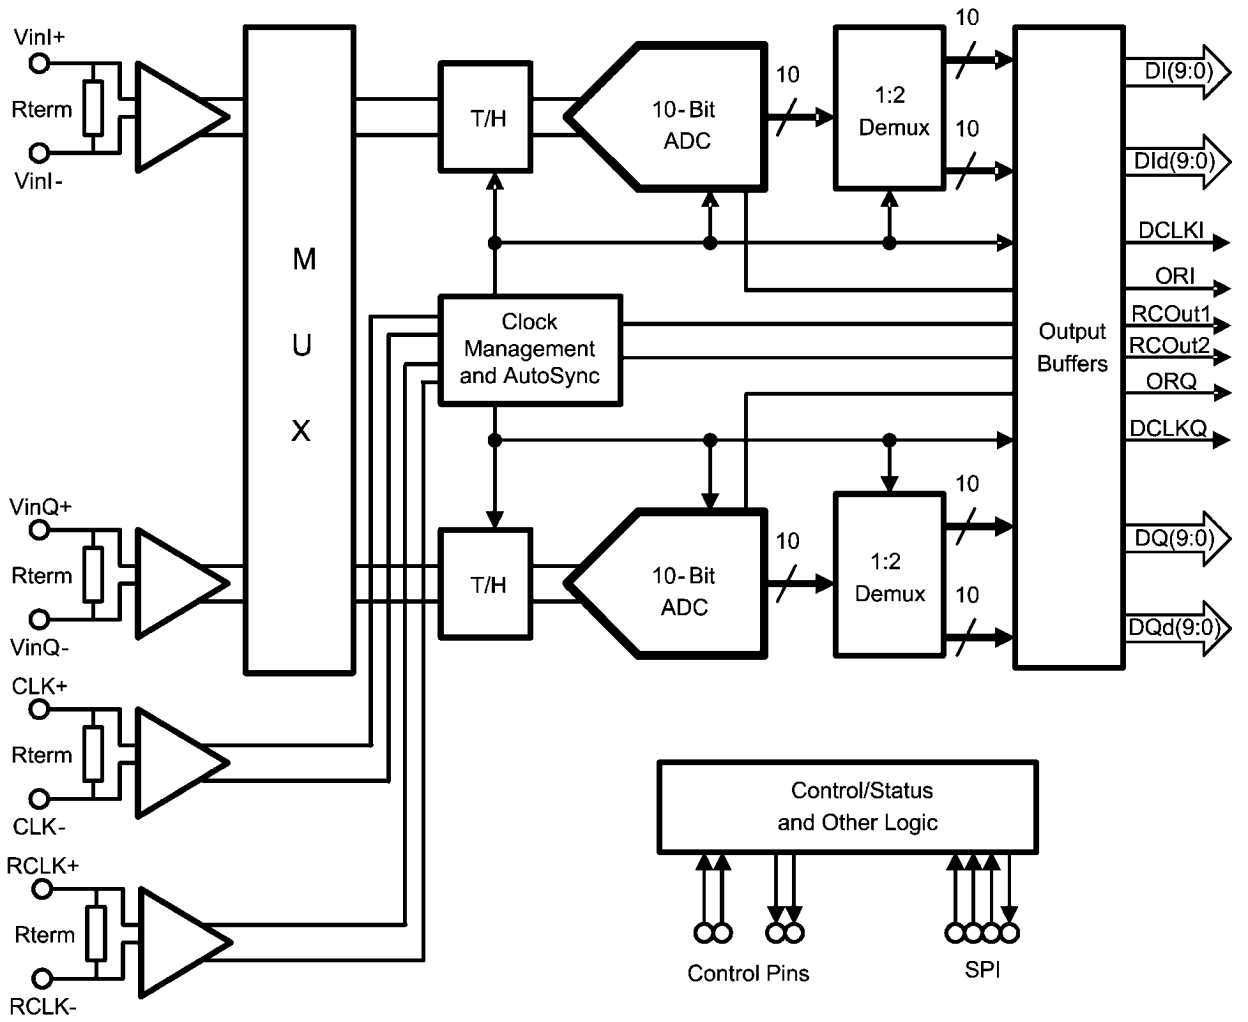 VinI+
Rterm
VinI-
T/H
10-Bit
ADC
10
1:2
Demux
10
10
DI(9:0)
DId(9:0)
M
U
X
Clock
Management
and AutoSync
Output
Buffers
DCLKI
ORI
RCOut1
RCOut2
ORQ
DCLKQ
VinQ+
Rterm
VinQ-
T/H
10-Bit
ADC
10
1:2
Demux
10
10
DQ(9:0)
DQd(9:0)
CLK+
Rterm
CLK-
RCLK+
Rterm
RCLK-
Control/Status
and Other Logic
Control Pins
SPI